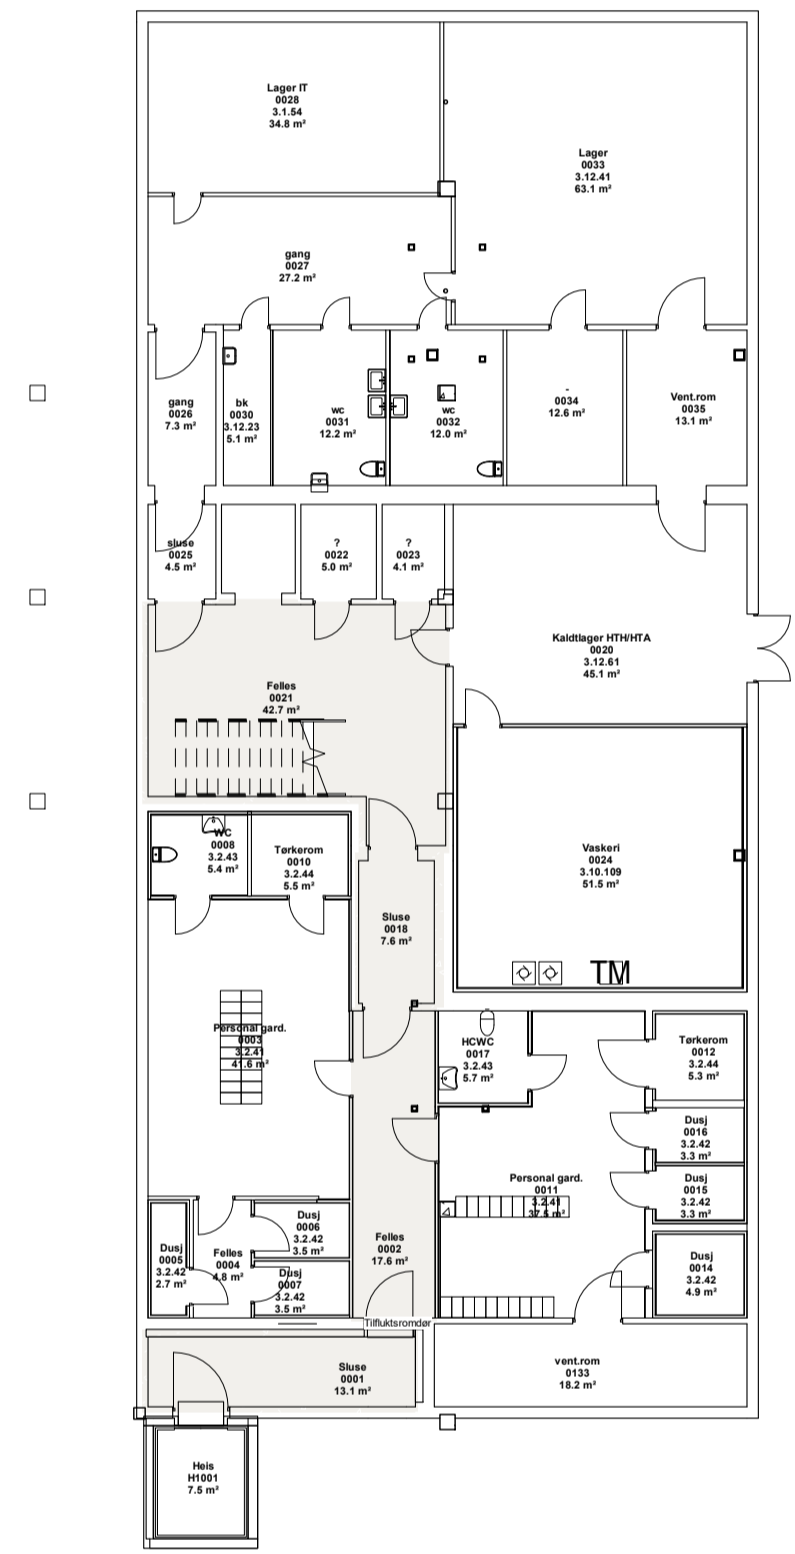 Lager IT
0028
3.1.54
34.8 m²
Lager
0033
3.12.41
63.1 m²
gang
0027
27.2 m²
gang
0026
7.3 m²
bk
0030
3.12.23
5.1 m²
wc
0031
12.2 m²
wc
0032
12.0 m²
-
0034
12.6 m²
Vent.rom
0035
13.1 m²
sluse
0025
4.5 m²
?
0022
5.0 m²
?
0023
4.1 m²
Kaldtlager HTH/HTA
0020
3.12.61
45.1 m²
Felles
0021
42.7 m²
WC
0008
3.2.43
5.4 m²
Tørkerom
0010
3.2.44
5.5 m²
Vaskeri
0024
3.10.109
51.5 m²
TM
Sluse
0018
7.6 m²
Personal gard.
0003
3.2.41
41.6 m²
HCWC
0017
3.2.43
5.7 m²
Tørkerom
0012
3.2.44
5.3 m²
Dusj
0016
3.2.42
3.3 m²
Dusj
0015
3.2.42
3.3 m²
Personal gard.
0011
3.2.41
37.5 m²
Dusj
0006
3.2.42
3.5 m²
Dusj
0005
3.2.42
2.7 m²
Felles
0004
4.8 m²
Dusj
0007
3.2.42
3.5 m²
Felles
0002
17.6 m²
Dusj
0014
3.2.42
4.9 m²
Tilfluktsromdør
Sluse
0001
13.1 m²
vent.rom
0133
18.2 m²
Heis
H1001
7.5 m²